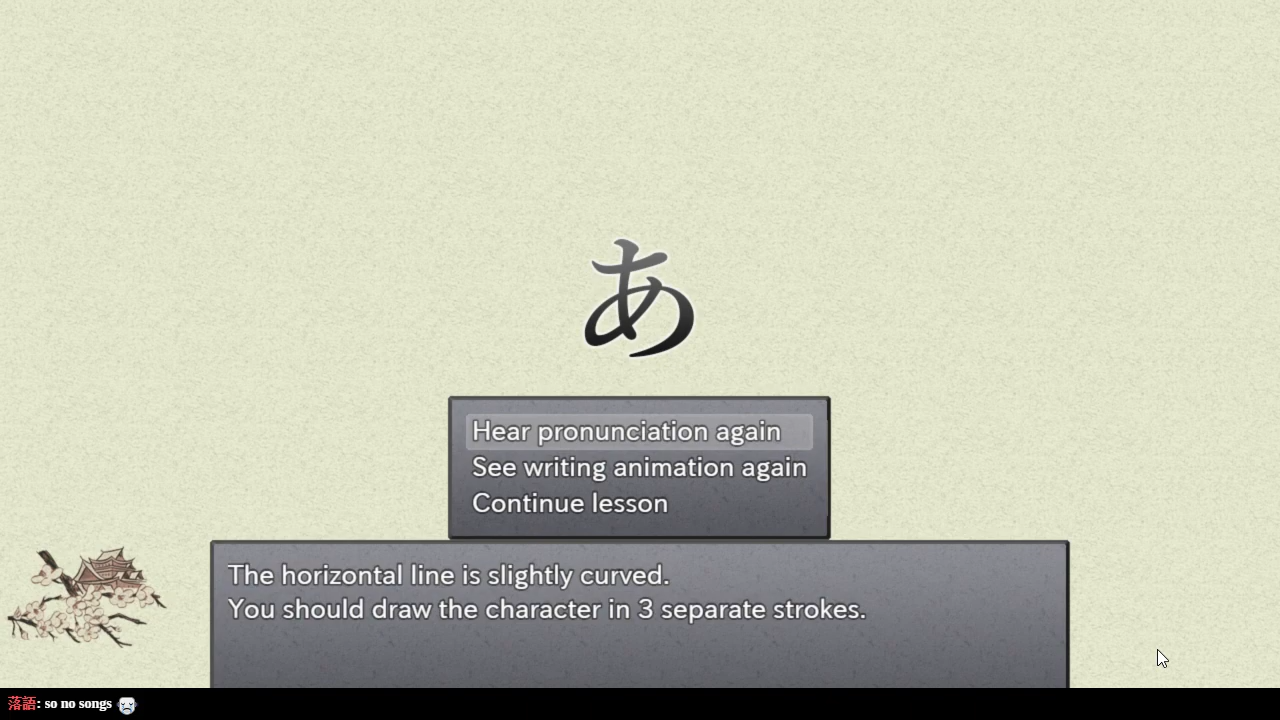 あ
Hear pronunciation again
See writing animation again
Continue lesson
The horizontal line is slightly curved.
You should draw the character in 3 separate strokes.
落語: so no songs